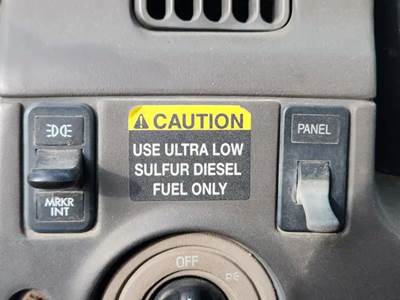 CAUTION
USE ULTRA LOW
SULFUR DIESEL
FUEL ONLY
MRKR
INT
PANEL
OFF